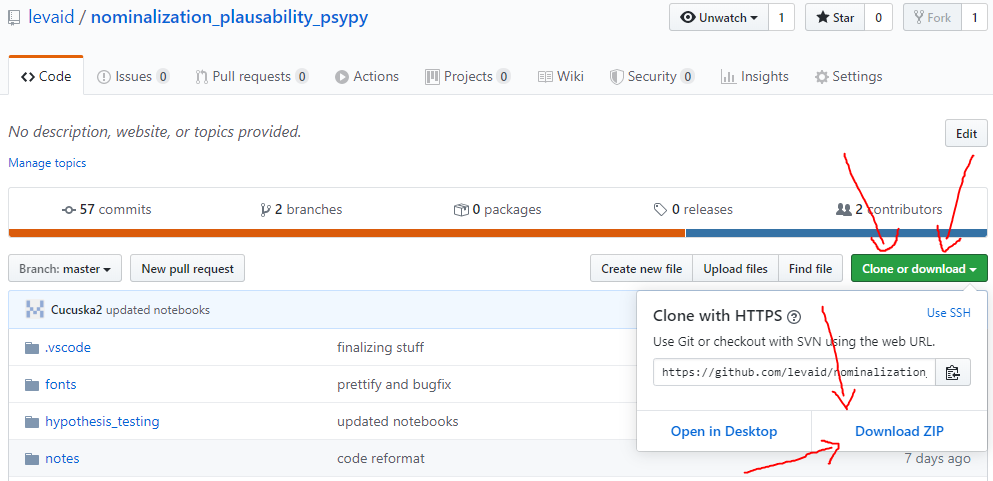 levaid / nominalization_plausability_psypy
Unwatch 1 Star 0 Fork 1
Code Issues 0 Pull requests 0 Actions Projects 0 Wiki Security 0 Insights Settings
No description, website, or topics provided.
Edit
Manage topics
57 commits 2 branches 0 packages 0 releases 2 contributors
Branch: master New pull request Create new file Upload files Find file Clone or download
Cucuska2 updated notebooks
Clone with HTTPS ? Use SSH
Use Git or checkout with SVN using the web URL.
.vscode finalizing stuff
https://github.com/levaid/nominalization_
fonts prettify and bugfix
hypothesis_testing updated notebooks
Open in Desktop Download ZIP
notes code reformat 7 days ago